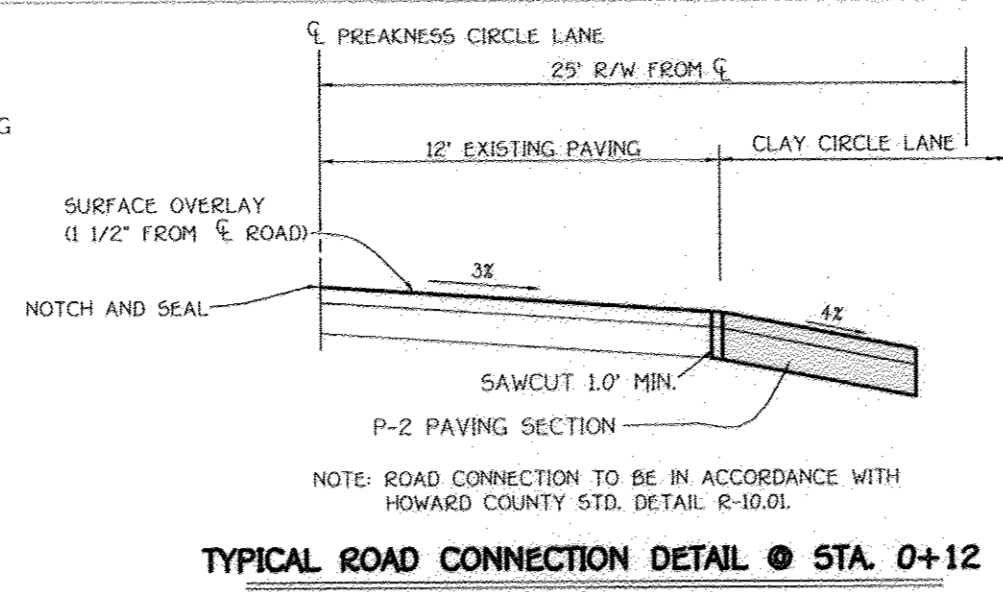 ℄ PREAKNESS CIRCLE LANE
25' R/W FROM ℄
G
12' EXISTING PAVING
CLAY CIRCLE LANE
SURFACE OVERLAY
(1 1/2" FROM ℄ ROAD)
3%
NOTCH AND SEAL
4%
SAWCUT 1.0' MIN.
P-2 PAVING SECTION
NOTE: ROAD CONNECTION TO BE IN ACCORDANCE WITH
HOWARD COUNTY STD. DETAIL R-10.01.
TYPICAL ROAD CONNECTION DETAIL @ STA. 0+12